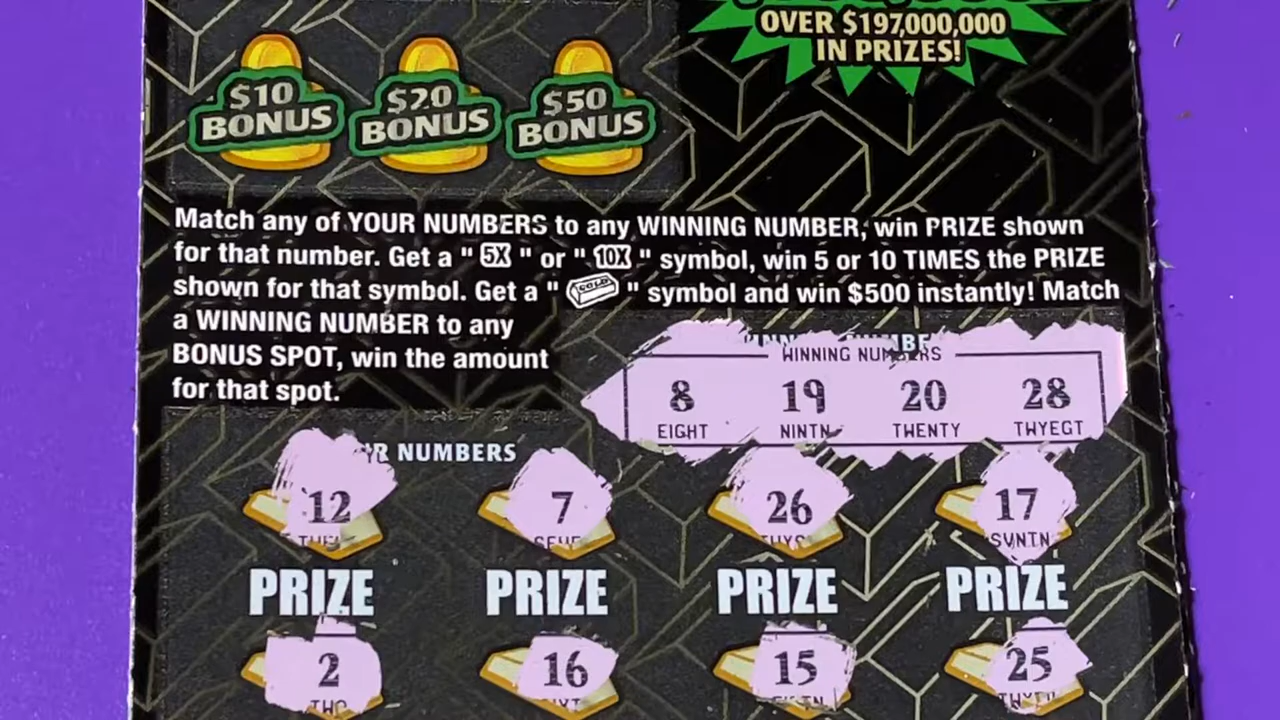 OVER $197,000,000
IN PRIZES!
$10
BONUS
$20
BONUS
$50
BONUS
Match any of YOUR NUMBERS to any WINNING NUMBER, win PRIZE shown
for that number. Get a " 5X " or " 10X " symbol, win 5 or 10 TIMES the PRIZE
shown for that symbol. Get a " GOLD " symbol and win $500 instantly! Match
a WINNING NUMBER to any
BONUS SPOT, win the amount
for that spot.
WINNING NUMBERS
8 19 20 28
EIGHT NINTN TWENTY TWYEGT
NUMBERS
12 7 26 17
SVNTN
PRIZE PRIZE PRIZE PRIZE
2 16 15 25